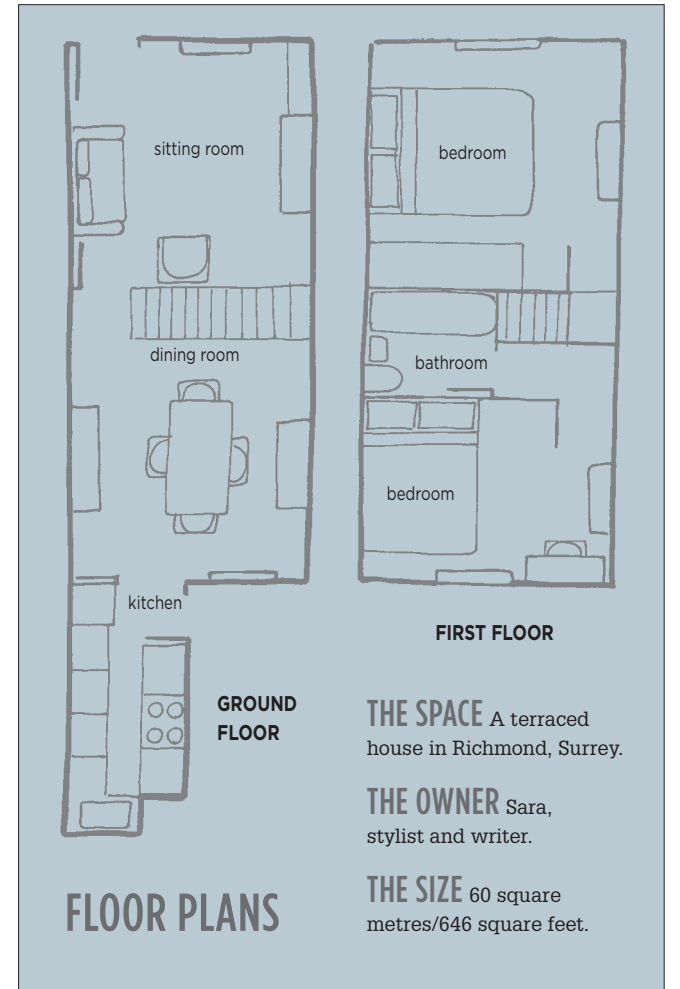 sitting room
dining room
kitchen
GROUND
FLOOR
bedroom
bathroom
bedroom
FIRST FLOOR
THE SPACE A terraced
house in Richmond, Surrey.
THE OWNER Sara,
stylist and writer.
THE SIZE 60 square
metres/646 square feet.
FLOOR PLANS